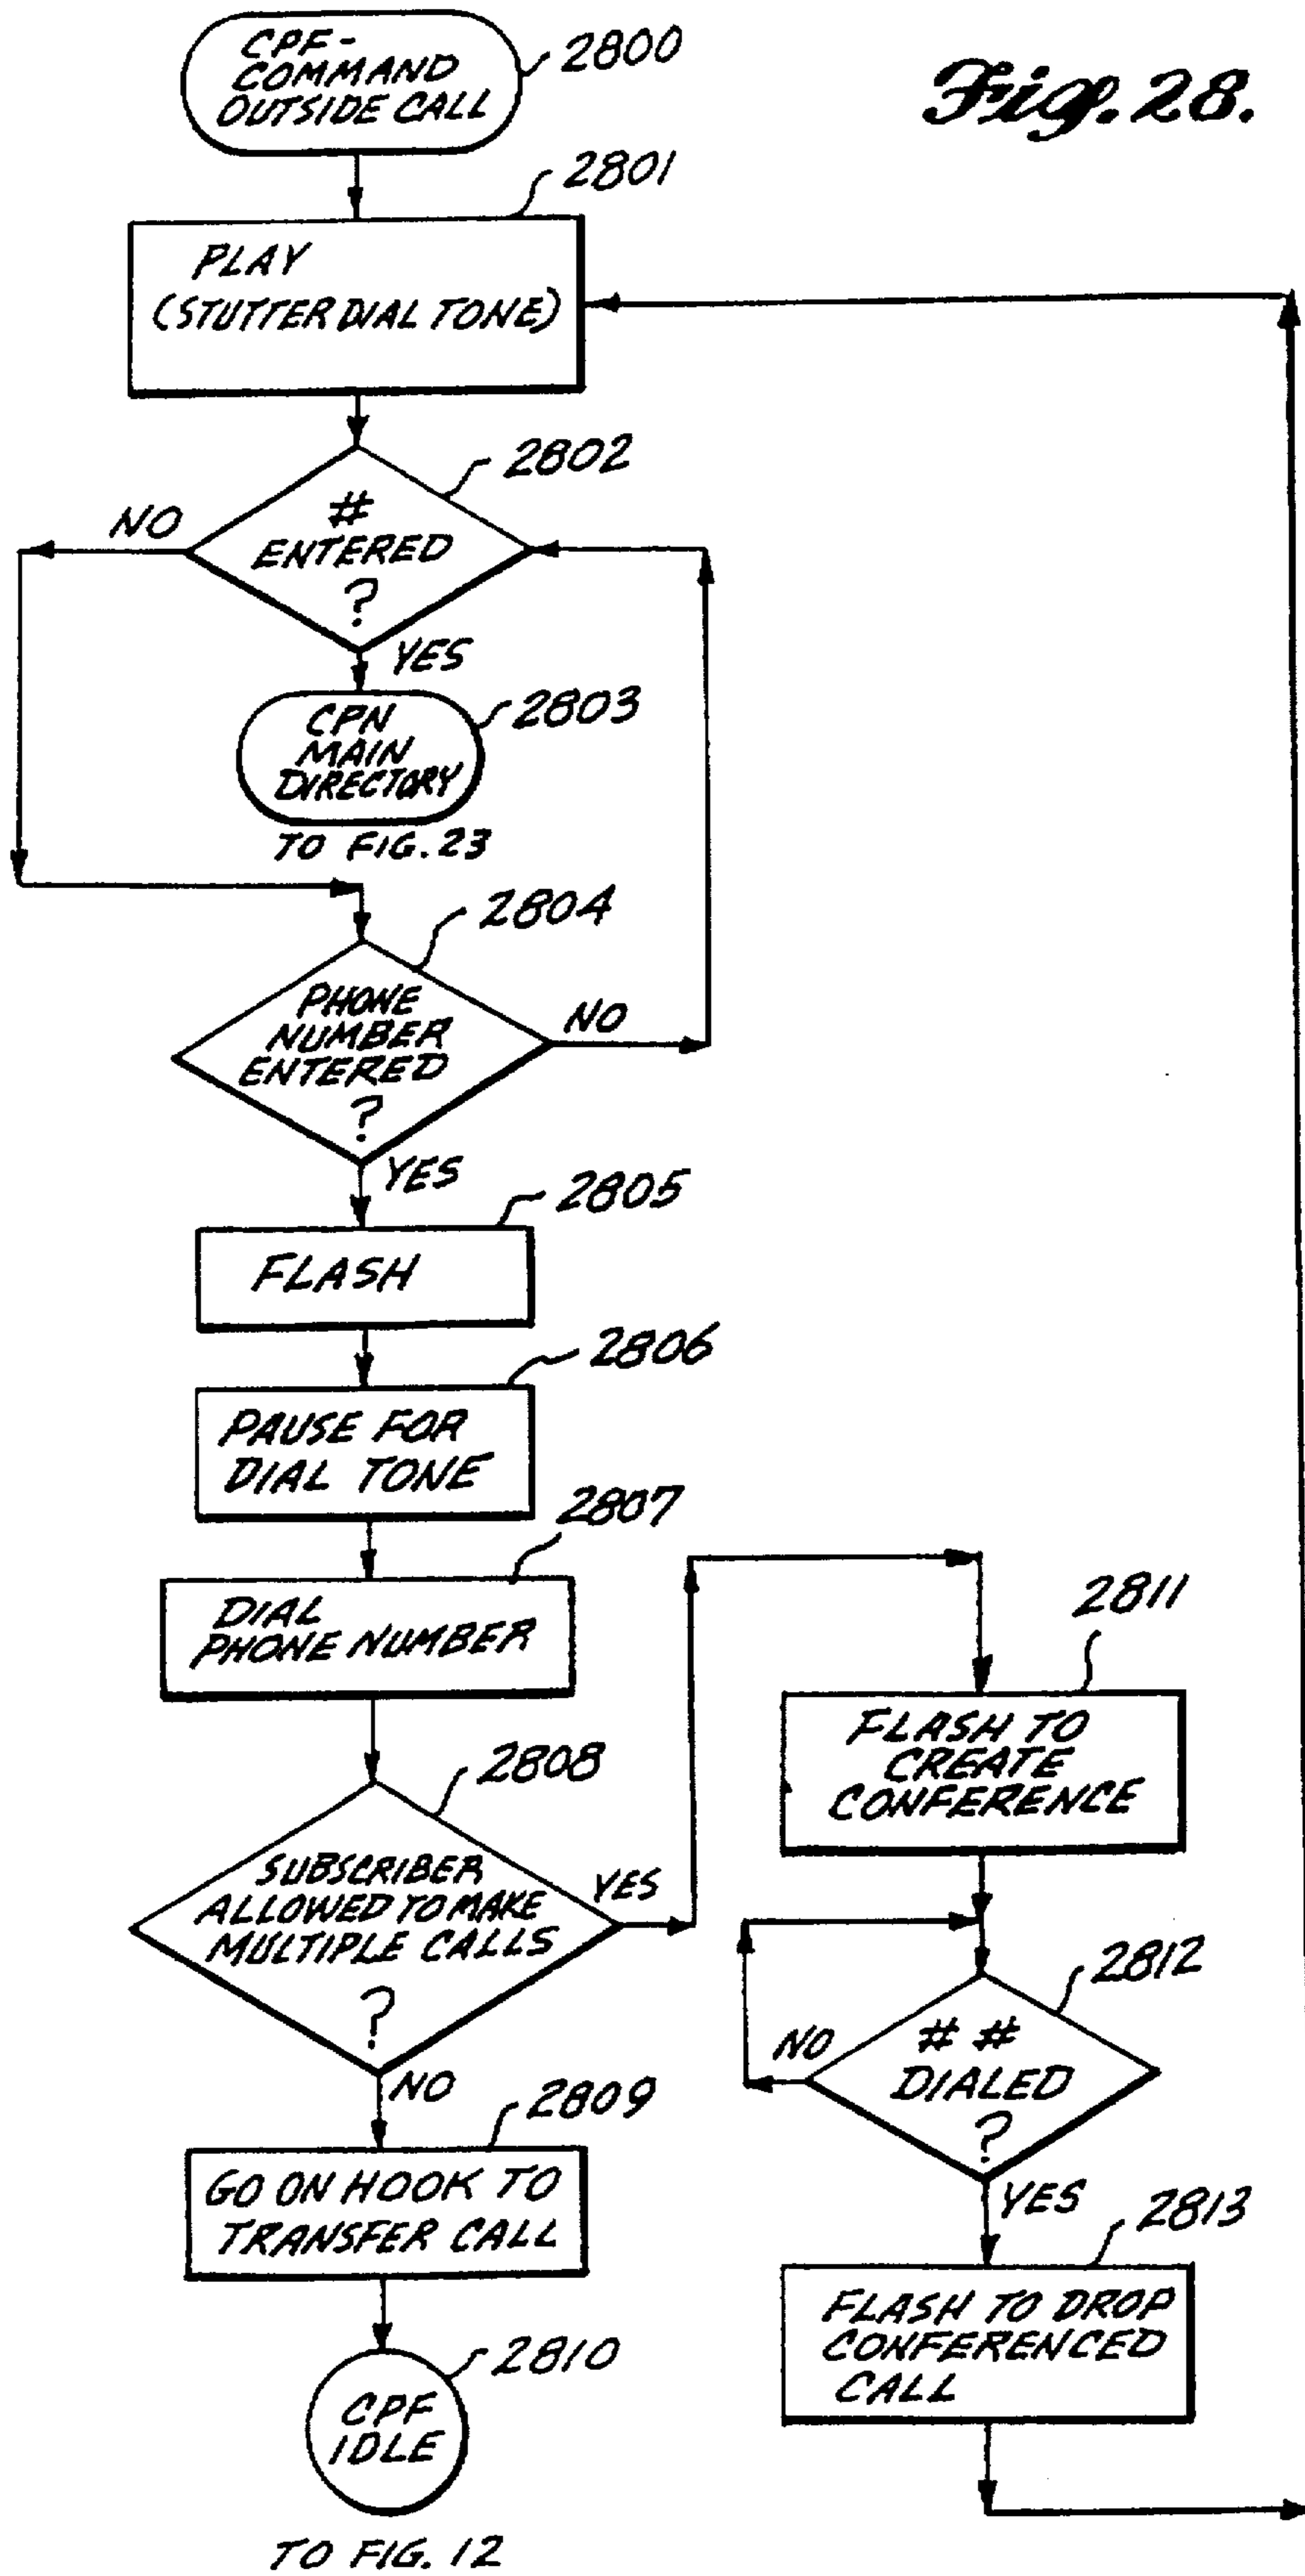 CPF-
COMMAND
OUTSIDE CALL
2800
Fig. 28.
2801
PLAY
(STUTTER DIAL TONE)
2802
#
ENTERED
?
NO
YES
CPN
MAIN
DIRECTORY
2803
TO FIG. 23
2804
PHONE
NUMBER
ENTERED
?
NO
YES
2805
FLASH
2806
PAUSE FOR
DIAL TONE
2807
DIAL
PHONE NUMBER
2808
SUBSCRIBER
ALLOWED TO MAKE
MULTIPLE CALLS
?
YES
NO
2809
GO ON HOOK TO
TRANSFER CALL
2810
CPF
IDLE
TO FIG. 12
2811
FLASH TO
CREATE
CONFERENCE
2812
# #
DIALED
?
NO
YES
2813
FLASH TO DROP
CONFERENCED
CALL